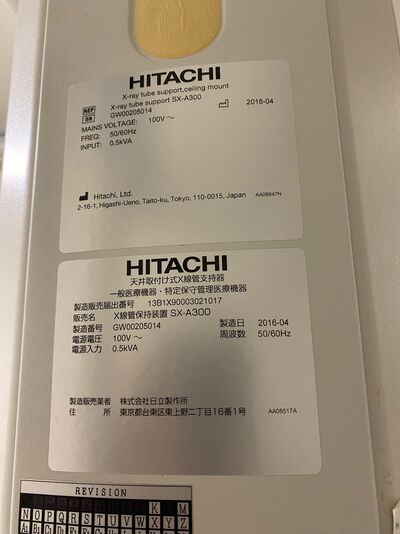 HITACHI
X-ray tube support,ceiling mount
REF X-ray tube support SX-A300 2016-04
SN GW00205014
MAINS VOLTAGE: 100V ~
FREQ: 50/60Hz
INPUT: 0.5kVA
Hitachi, Ltd.
2-16-1, Higashi-Ueno, Taito-ku, Tokyo, 110-0015, Japan AA08847N
HITACHI
天井取付け式X線管支持器
一般医療機器・特定保守管理医療機器
製造販売届出番号 13B1X90003021017
販売名 X線管保持装置 SX-A300
製造番号 GW00205014 製造日 2016-04
電源電圧 100V ~ 周波数 50/60Hz
電源入力 0.5kVA
製造販売業者 株式会社日立製作所
住 所 東京都台東区東上野二丁目16番1号 AA08517A
REVISION
K
N O P Q R S T U V W X Y Z